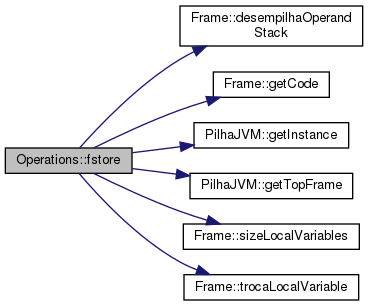 Operations::fstore
Frame::desempilhaOperand
Stack
Frame::getCode
PilhaJVM::getInstance
PilhaJVM::getTopFrame
Frame::sizeLocalVariables
Frame::trocaLocalVariable